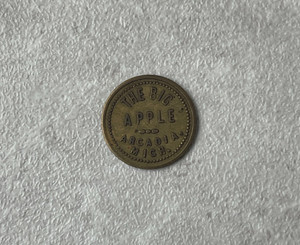 THE BIG
APPLE
ARCADIA,
MICH.